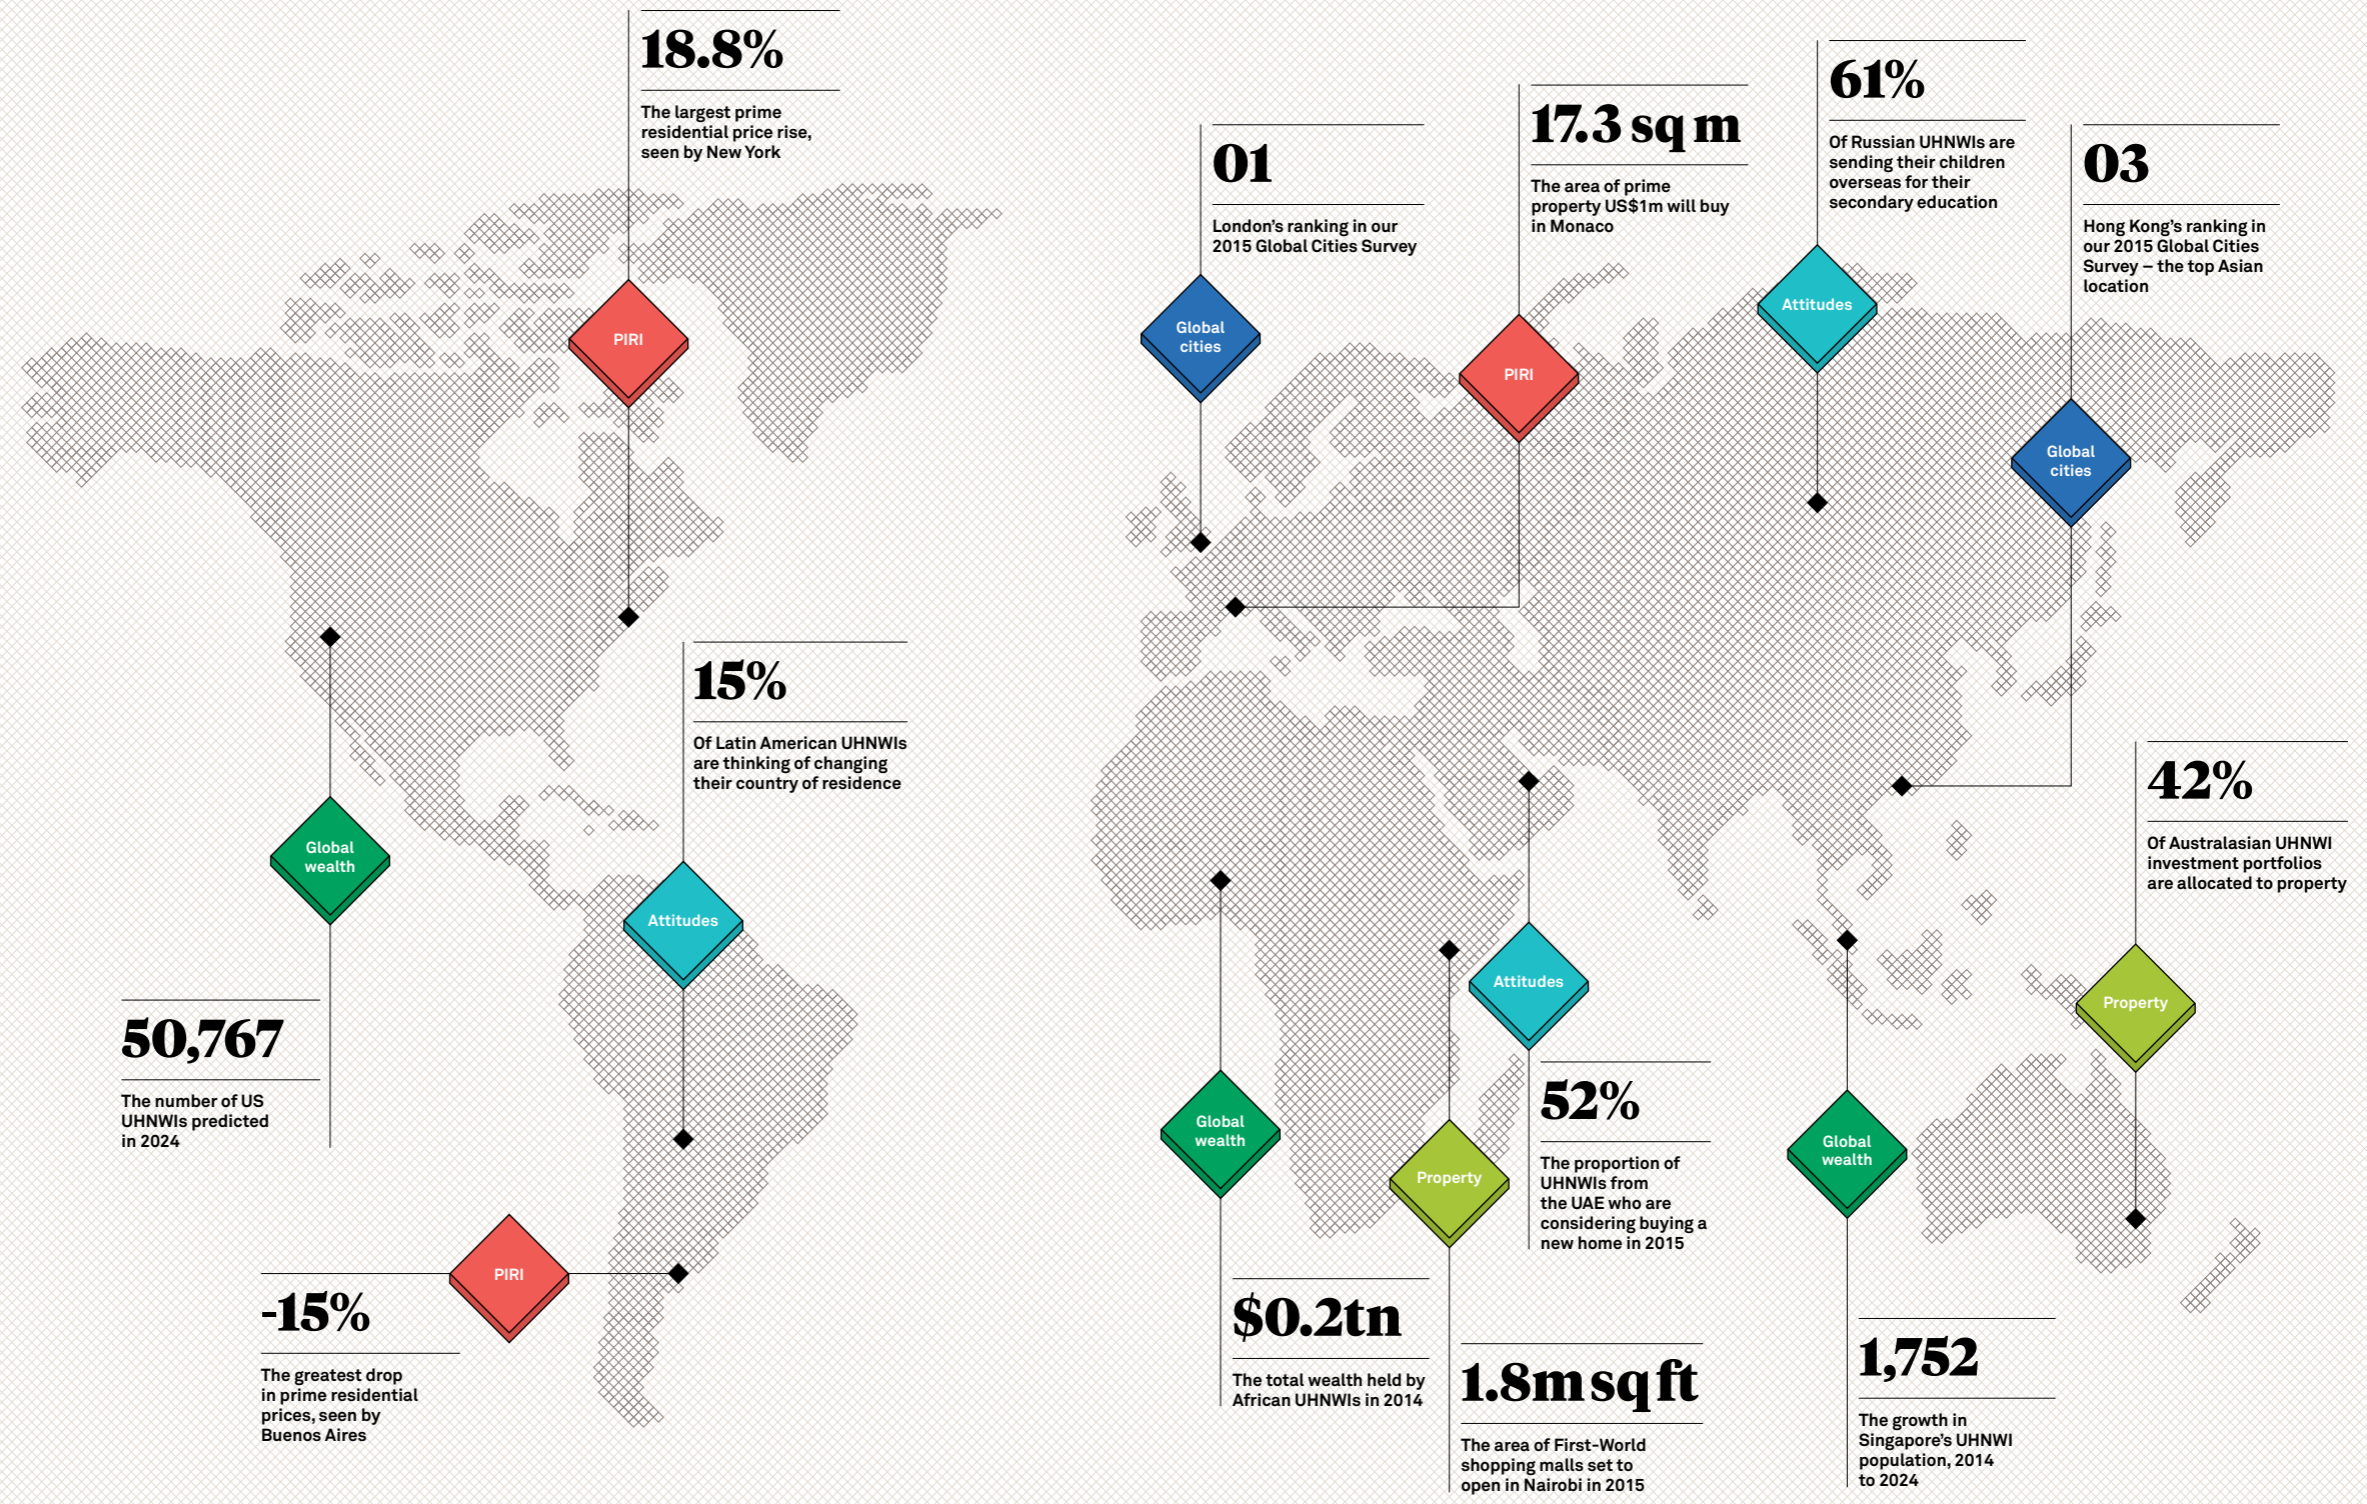 18.8%
The largest prime
residential price rise,
seen by New York
PIRI
01
London's ranking in our
2015 Global Cities Survey
Global
cities
17.3 sq m
The area of prime
property US$1m will buy
in Monaco
PIRI
61%
Of Russian UHNWIs are
sending their children
overseas for their
secondary education
Attitudes
03
Hong Kong's ranking in
our 2015 Global Cities
Survey – the top Asian
location
Global
cities
15%
Of Latin American UHNWIs
are thinking of changing
their country of residence
Attitudes
Global
wealth
50,767
The number of US
UHNWIs predicted
in 2024
PIRI
-15%
The greatest drop
in prime residential
prices, seen by
Buenos Aires
Global
wealth
$0.2tn
The total wealth held by
African UHNWIs in 2014
Property
1.8m sq ft
The area of First-World
shopping malls set to
open in Nairobi in 2015
Attitudes
52%
The proportion of
UHNWIs from
the UAE who are
considering buying a
new home in 2015
42%
Of Australasian UHNWI
investment portfolios
are allocated to property
Property
Global
wealth
1,752
The growth in
Singapore's UHNWI
population, 2014
to 2024